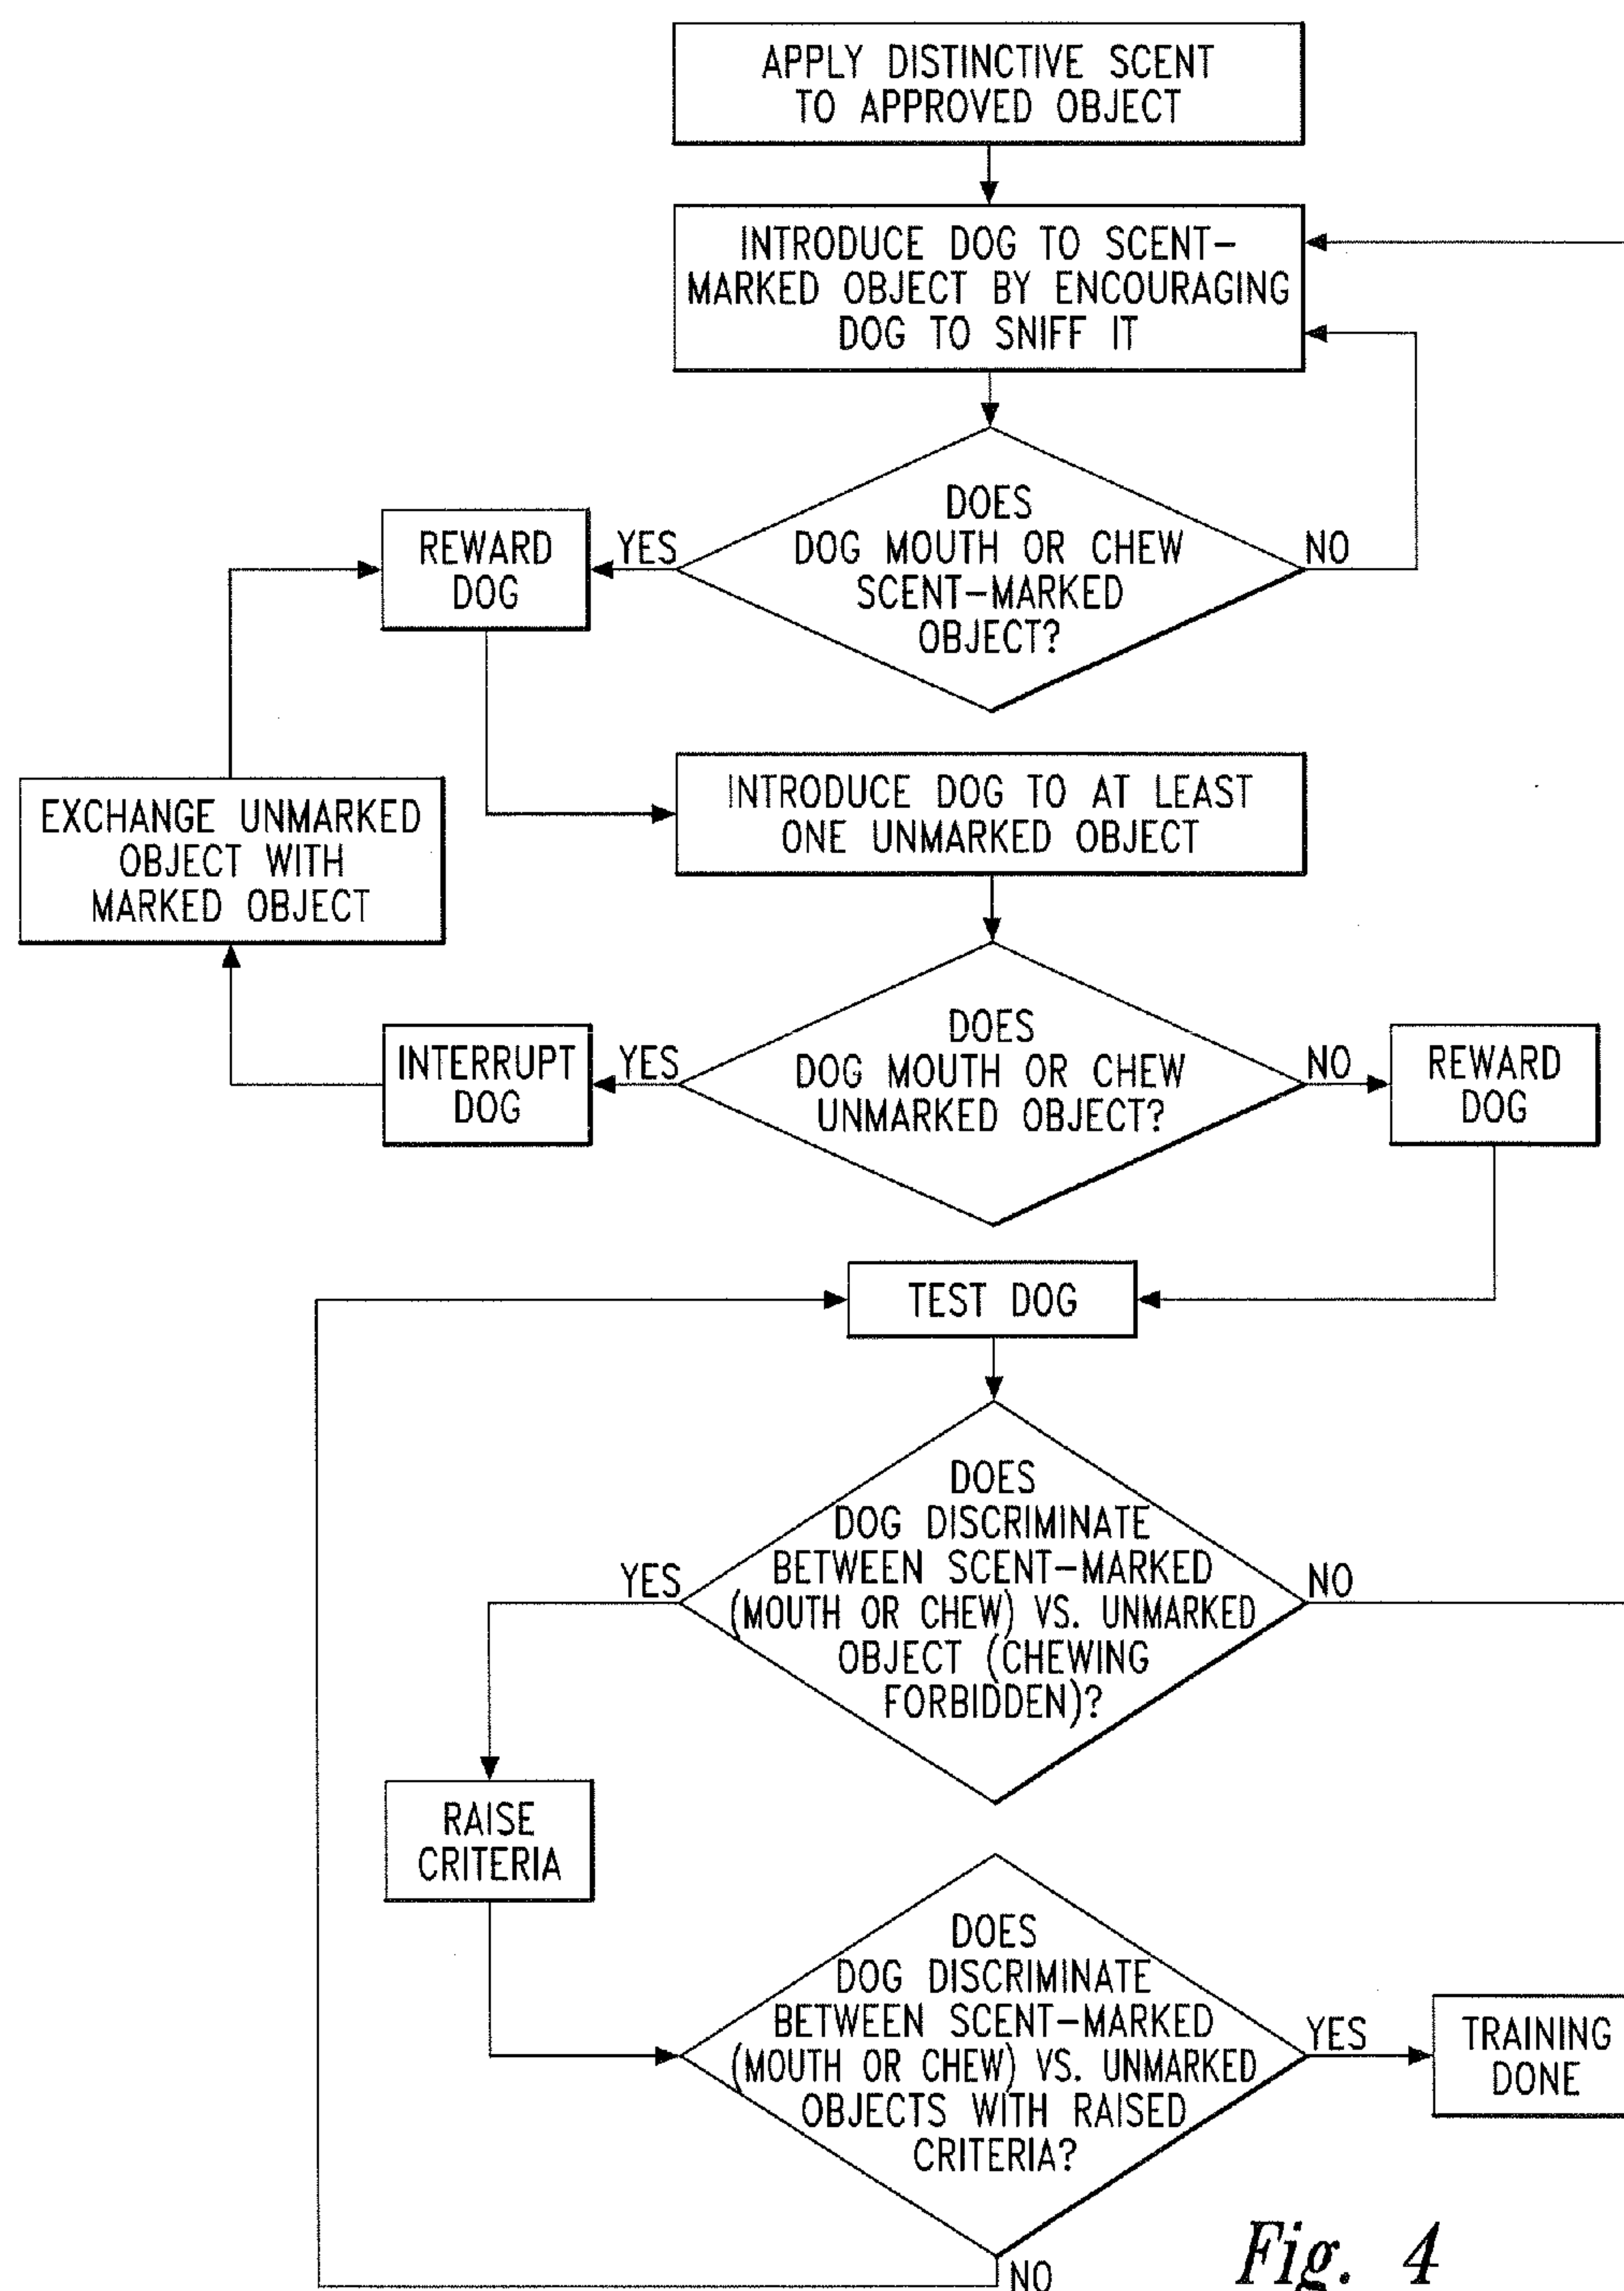 APPLY DISTINCTIVE SCENT
TO APPROVED OBJECT
INTRODUCE DOG TO SCENT-
MARKED OBJECT BY ENCOURAGING
DOG TO SNIFF IT
DOES
DOG MOUTH OR CHEW
SCENT-MARKED
OBJECT?
YES
NO
REWARD
DOG
INTRODUCE DOG TO AT LEAST
ONE UNMARKED OBJECT
EXCHANGE UNMARKED
OBJECT WITH
MARKED OBJECT
DOES
DOG MOUTH OR CHEW
UNMARKED OBJECT?
YES
NO
INTERRUPT
DOG
REWARD
DOG
TEST DOG
DOES
DOG DISCRIMINATE
BETWEEN SCENT-MARKED
(MOUTH OR CHEW) VS. UNMARKED
OBJECT (CHEWING
FORBIDDEN)?
YES
NO
RAISE
CRITERIA
DOES
DOG DISCRIMINATE
BETWEEN SCENT-MARKED
(MOUTH OR CHEW) VS. UNMARKED
OBJECTS WITH RAISED
CRITERIA?
YES
TRAINING
DONE
NO
Fig. 4